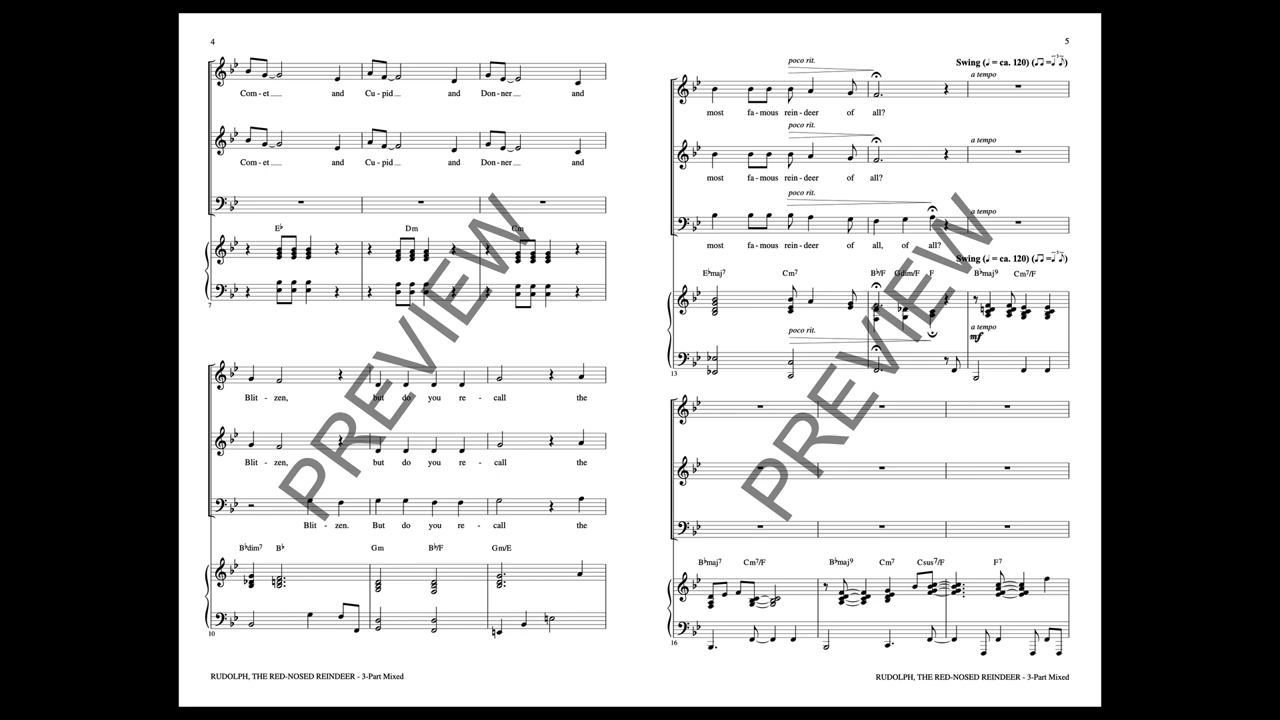 4
Com - et and Cu - pid and Don - ner and
Com - et and Cu - pid and Don - ner and
E♭ Dm Cm
7
Blit - zen, but do you re - call the
Blit - zen, but do you re - call the
Blit - zen. But do you re - call the
B♭dim7 B♭ Gm B♭/F Gm/E
10
RUDOLPH, THE RED-NOSED REINDEER - 3-Part Mixed
PREVIEW
5
poco rit. Swing (♩ = ca. 120) (♫ = ♩ ♪)
a tempo
most fa - mous rein - deer of all?
poco rit. a tempo
most fa - mous rein - deer of all?
poco rit. a tempo
most fa - mous rein - deer of all, of all?
Swing (♩ = ca. 120) (♫ = ♩ ♪)
E♭maj7 Cm7 B♭/F Gdim/F F B♭maj9 Cm7/F
poco rit. a tempo
mf
13
B♭maj7 Cm7/F B♭maj9 Cm7 Csus7/F F7
16
RUDOLPH, THE RED-NOSED REINDEER - 3-Part Mixed
PREVIEW